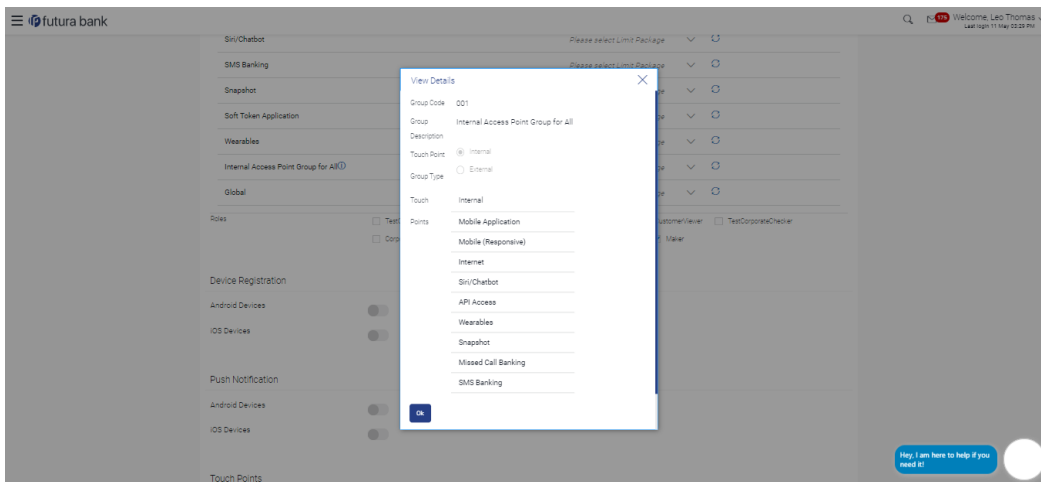 futura bank
175
Welcome, Leo Thomas
Last login 11 May 03:29 PM
Siri/Chatbot
Please select Limit Package
SMS Banking
Please select Limit Package
Snapshot
Soft Token Application
Wearables
Internal Access Point Group for All
Global
Roles
TestCorporateChecker
Maker
Device Registration
Android Devices
iOS Devices
Push Notification
Android Devices
iOS Devices
Touch Points
View Details
Group Code 001
Group Description Internal Access Point Group for All
Touch Point Group Type Internal
External
Touch Points Internal
Mobile Application
Mobile (Responsive)
Internet
Siri/Chatbot
API Access
Wearables
Snapshot
Missed Call Banking
SMS Banking
Ok
Hey, I am here to help if you
need it!